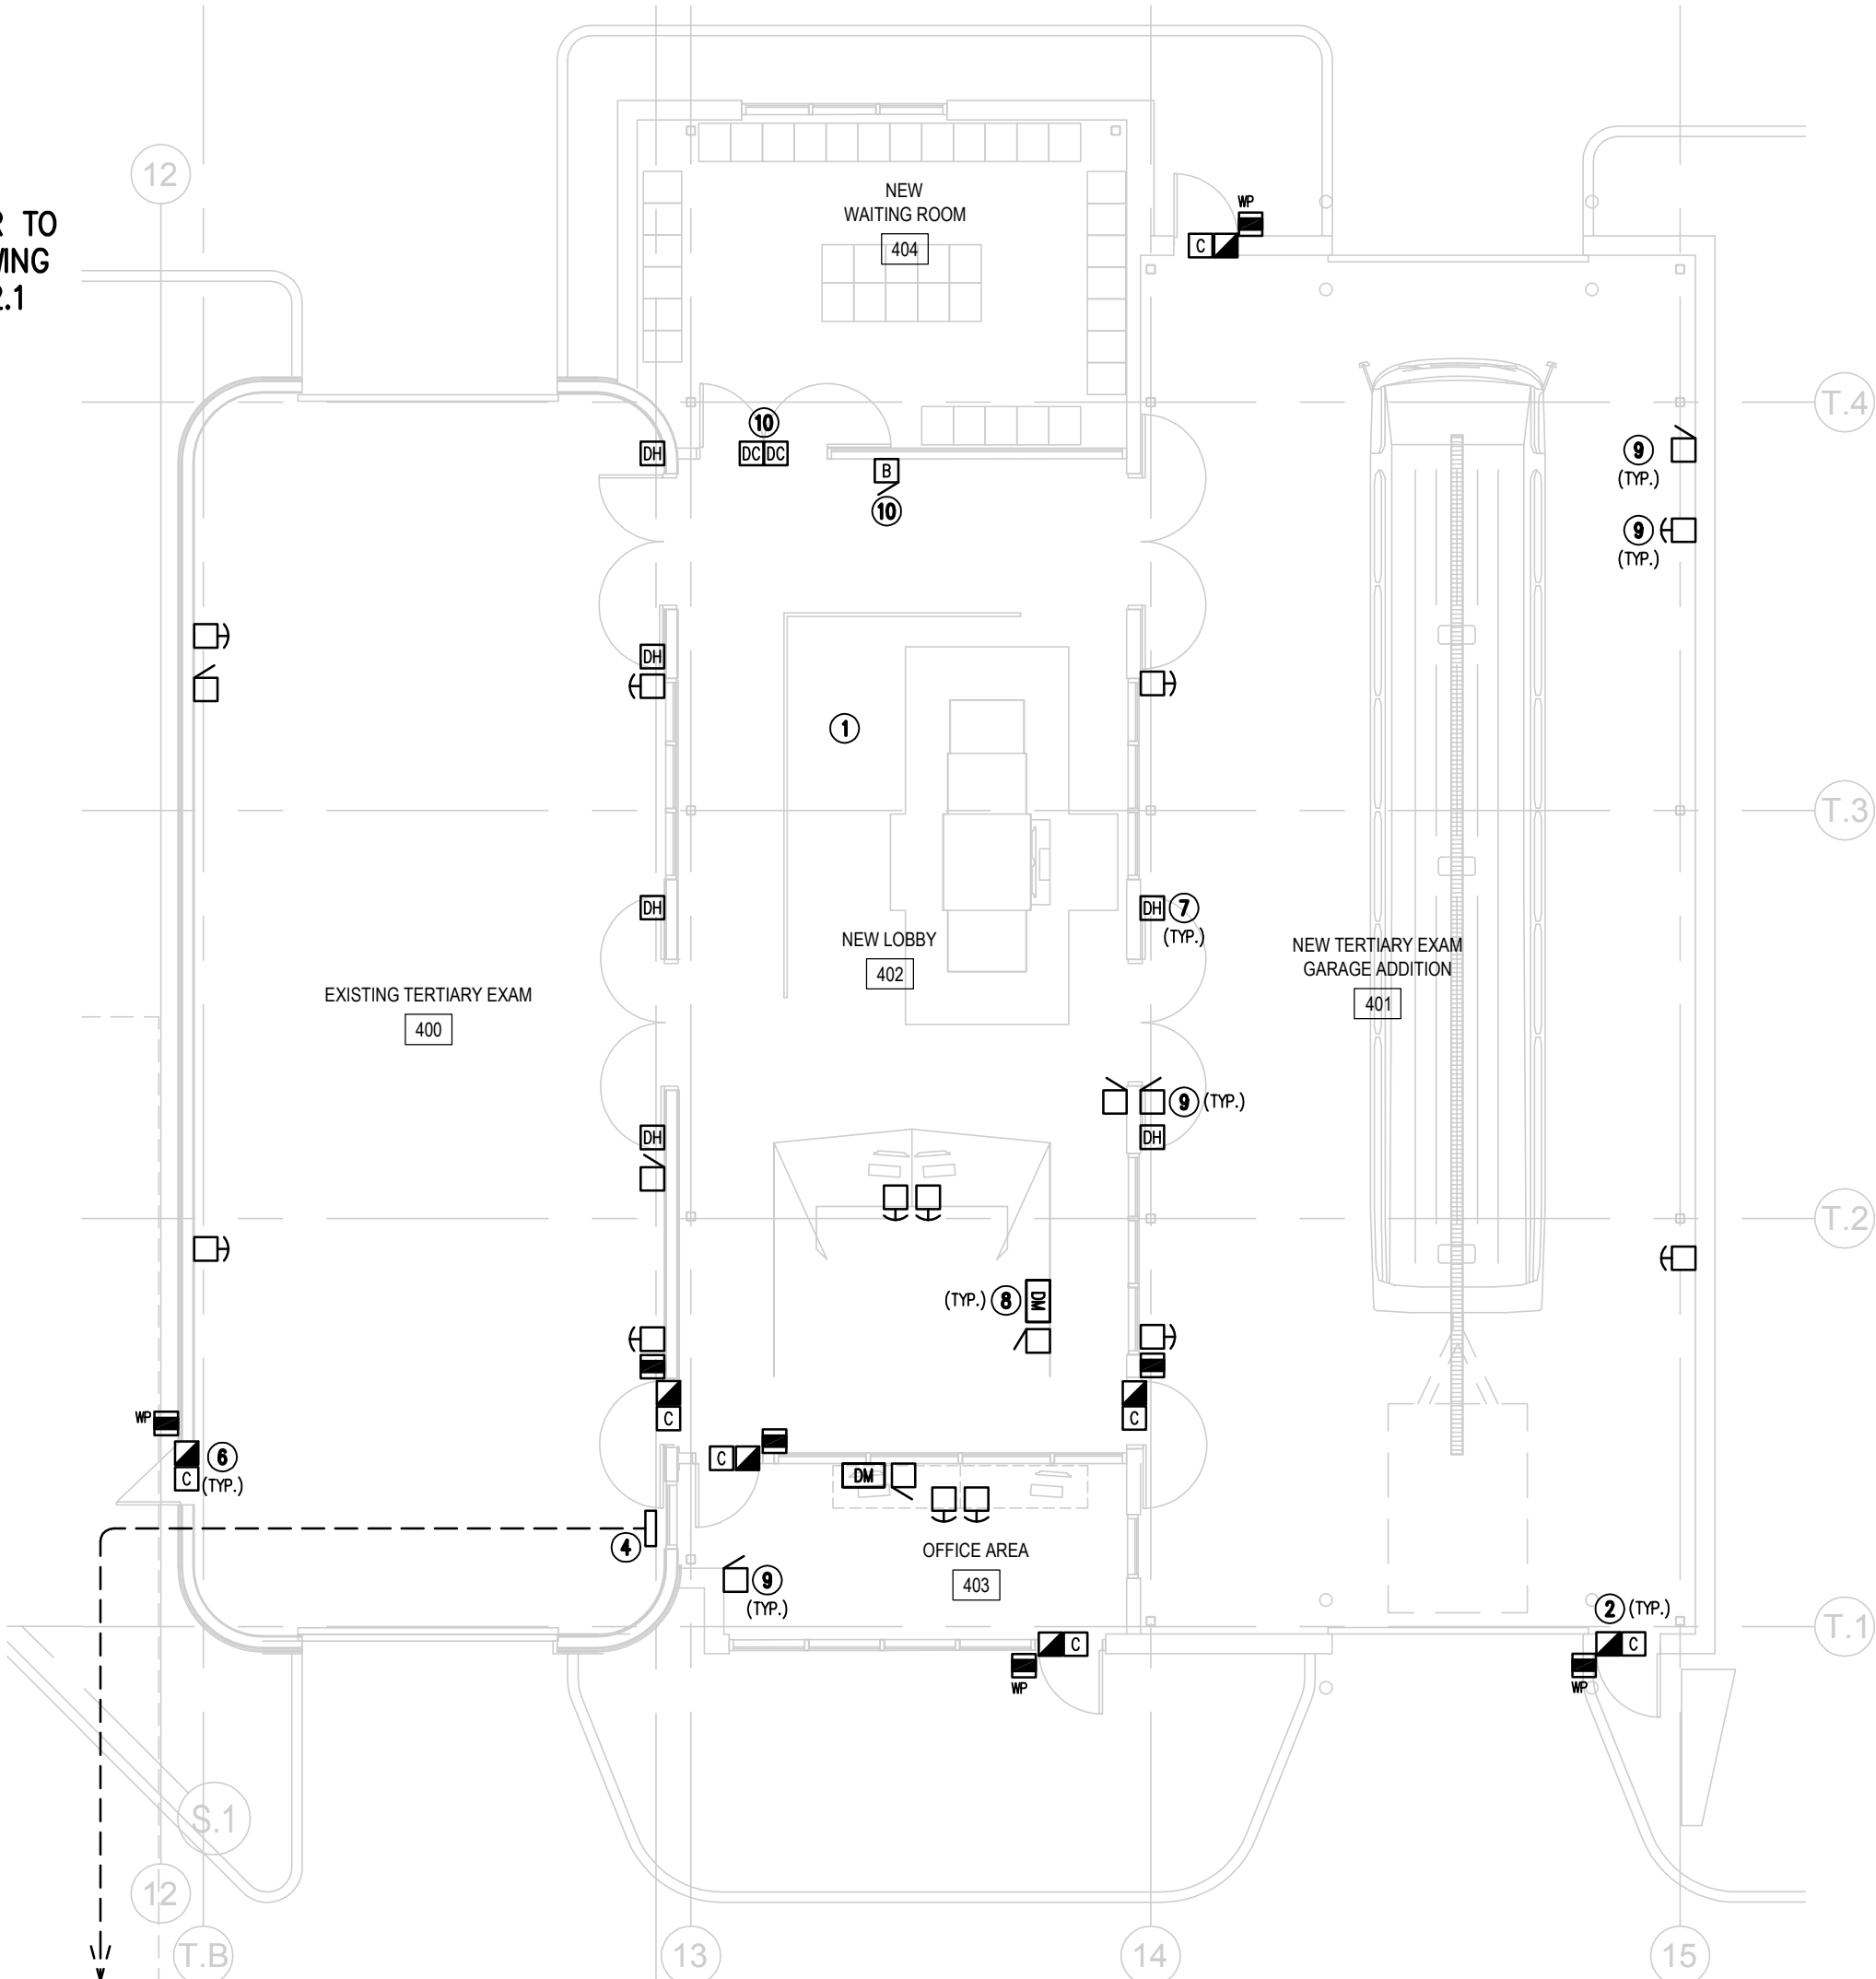 12
R TO
WING
2.1
NEW
WAITING ROOM
404
WP
C
T.4
10
DH
DC DC
B
10
9
(TYP.)
9
(TYP.)
DH
1
T.3
DH
DH 7
(TYP.)
NEW LOBBY
402
NEW TERTIARY EXAM
GARAGE ADDITION
401
EXISTING TERTIARY EXAM
400
9 (TYP.)
DH
DH
T.2
(TYP.) 8 DM
WP
C
C
6
C
(TYP.)
C
DM
4
OFFICE AREA
403
9
(TYP.)
2 (TYP.)
T.1
C
C
WP
WP
S.1
12
T.B
13
14
15